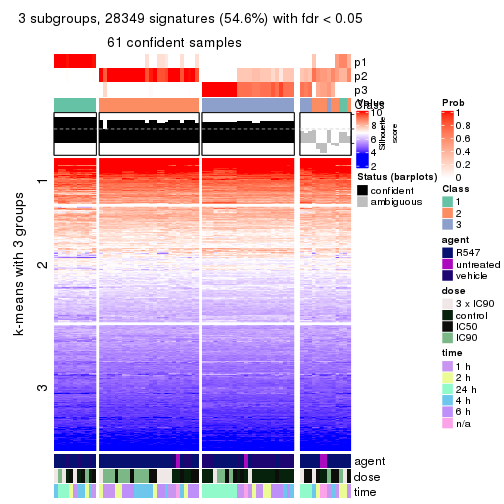 3 subgroups, 28349 signatures (54.6%) with fdr < 0.05
61 confident samples
p1
p2
p3
Class
Value
10
8
6
4
2
Silhouette
score
Prob
1
0.8
0.6
0.4
0.2
0
Status (barplots)
confident
ambiguous
Class
1
2
3
agent
R547
untreated
vehicle
dose
3 x IC90
control
IC50
IC90
time
1 h
2 h
24 h
4 h
6 h
n/a
k-means with 3 groups
1
2
3
agent
dose
time